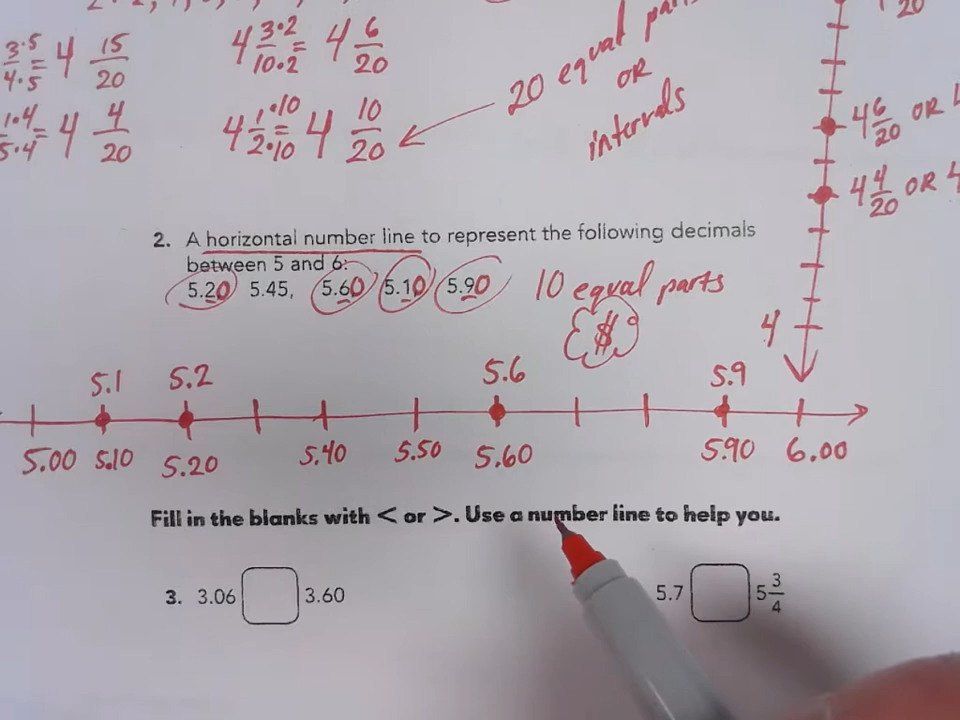 20
3·5 = 4 15/20
4·5
4 3·2/10·2 = 4 6/20
20 equal
OR
intervals
1·4/5·4 = 4 4/20
4 1·10/2·10 = 4 10/20
4 6/20 OR
4 4/20 OR 4
2. A horizontal number line to represent the following decimals
between 5 and 6:
5.20 5.45, 5.60 5.10 5.90 10 equal parts
$
4
5.1 5.2 5.6 5.9
5.00 5.10 5.20 5.40 5.50 5.60 5.90 6.00
Fill in the blanks with < or >. Use a number line to help you.
3. 3.06 3.60 5.7 5 3/4